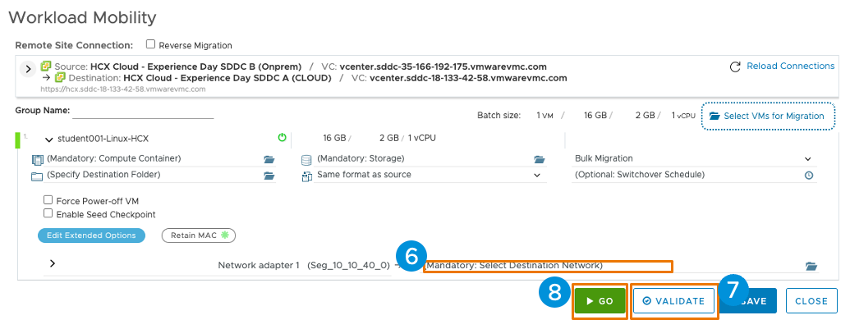 Workload Mobility
Remote Site Connection: Reverse Migration
Source: HCX Cloud - Experience Day SDDC B (Onprem) / VC: vcenter.sddc-35-166-192-175.vmwarevmc.com
→ Destination: HCX Cloud - Experience Day SDDC A (CLOUD) / VC: vcenter.sddc-18-133-42-58.vmwarevmc.com
https://hcx.sddc-18-133-42-58.vmwarevmc.com
Reload Connections
Group Name:
Batch size: 1 VM / 16 GB / 2 GB / 1 vCPU
Select VMs for Migration
1
student001-Linux-HCX 16 GB / 2 GB / 1 vCPU
(Mandatory: Compute Container) (Mandatory: Storage) Bulk Migration
(Specify Destination Folder) Same format as source (Optional: Switchover Schedule)
Force Power-off VM
Enable Seed Checkpoint
Edit Extended Options Retain MAC
6
Network adapter 1 (Seg_10_10_40_0) → (Mandatory: Select Destination Network)
8 GO VALIDATE 7 SAVE CLOSE